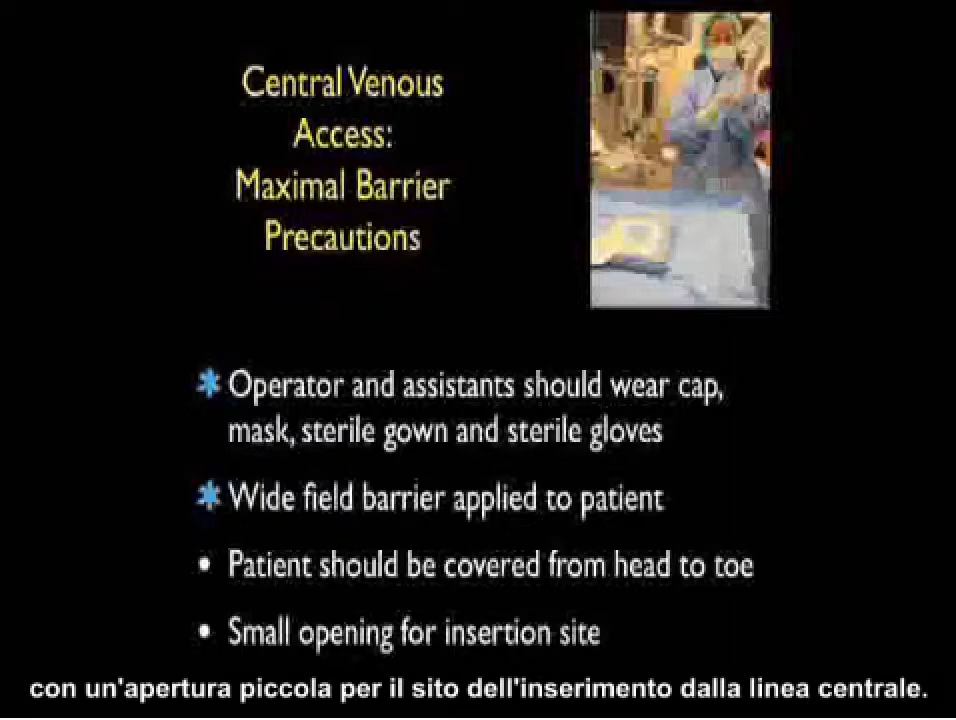 Central Venous
Access:
Maximal Barrier
Precautions
* Operator and assistants should wear cap,
mask, sterile gown and sterile gloves
* Wide field barrier applied to patient
• Patient should be covered from head to toe
• Small opening for insertion site
con un'apertura piccola per il sito dell'inserimento dalla linea centrale.